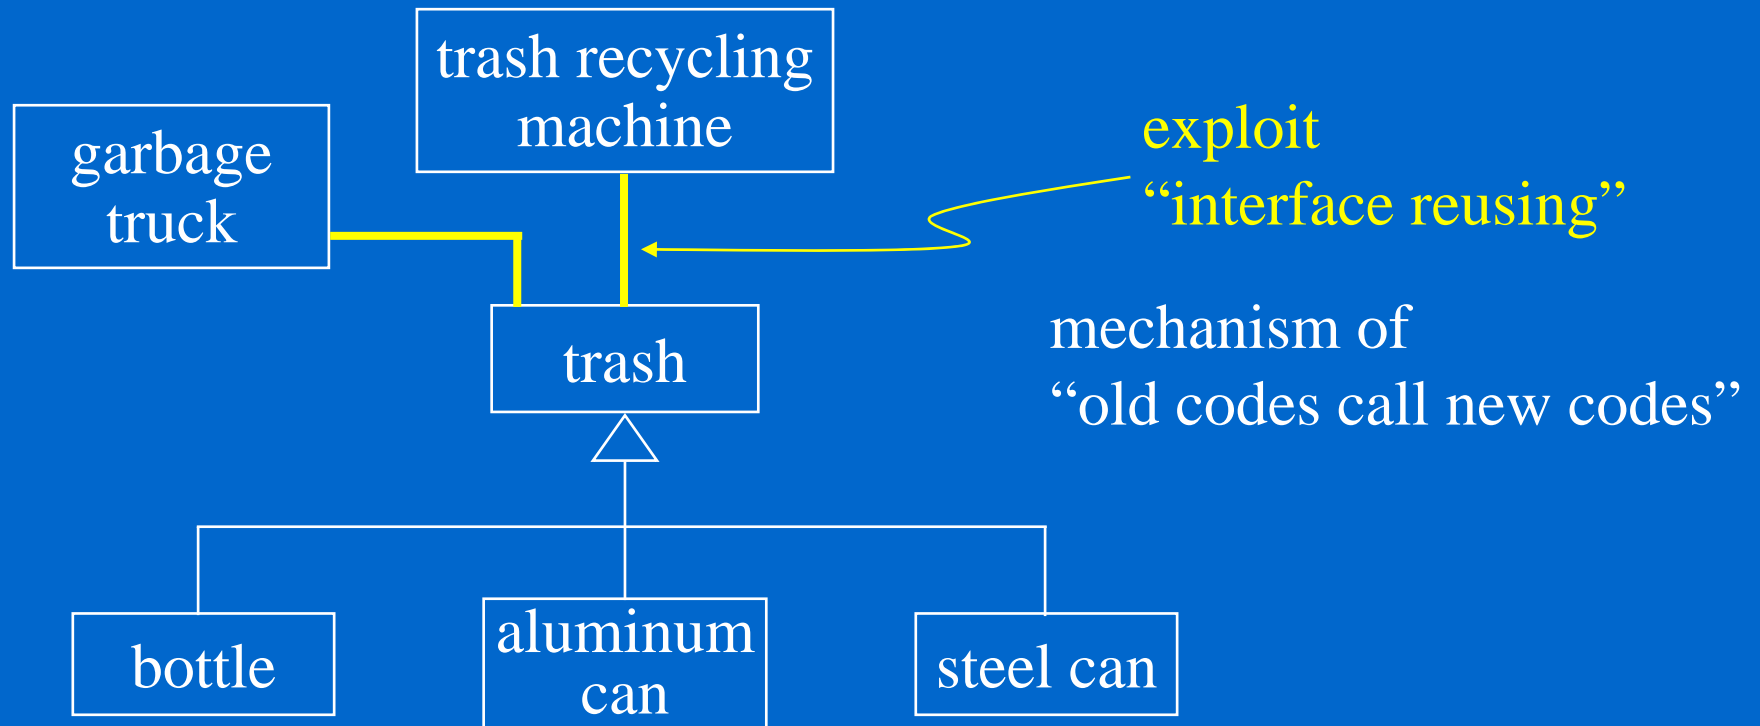 trash recycling
machine
garbage
truck
exploit
“interface reusing”
trash
mechanism of
“old codes call new codes”
bottle
aluminum
can
steel can